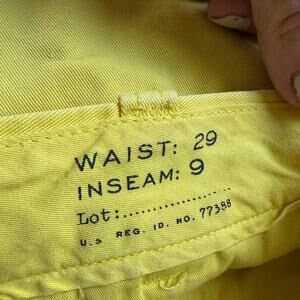 WAIST: 29
INSEAM: 9
Lot:..................
U.S REG. ID. NO. 77388